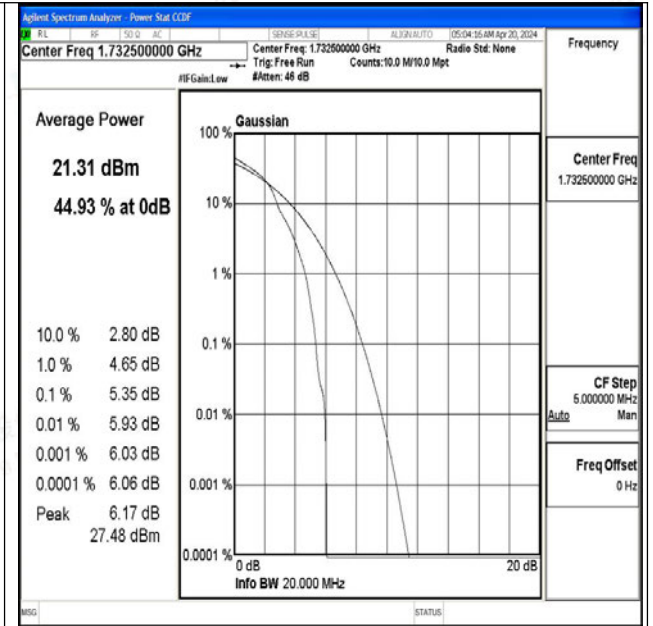 Agilent Spectrum Analyzer - Power Stat CCDF
RL RF 50 Ω AC SENSE:PULSE ALIGN AUTO 05:04:16 AM Apr 20, 2024
Center Freq 1.732500000 GHz
Center Freq: 1.732500000 GHz Radio Std: None
Trig: Free Run Counts:10.0 M/10.0 Mpt
#IFGain:Low #Atten: 46 dB
Frequency
Average Power
21.31 dBm
44.93 % at 0dB
10.0 % 2.80 dB
1.0 % 4.65 dB
0.1 % 5.35 dB
0.01 % 5.93 dB
0.001 % 6.03 dB
0.0001 % 6.06 dB
Peak 6.17 dB
27.48 dBm
Gaussian
100 %
10 %
1 %
0.1 %
0.01 %
0.001 %
0.0001 %
0 dB 20 dB
Info BW 20.000 MHz
Center Freq
1.732500000 GHz
CF Step
5.000000 MHz
Auto Man
Freq Offset
0 Hz
MSG STATUS